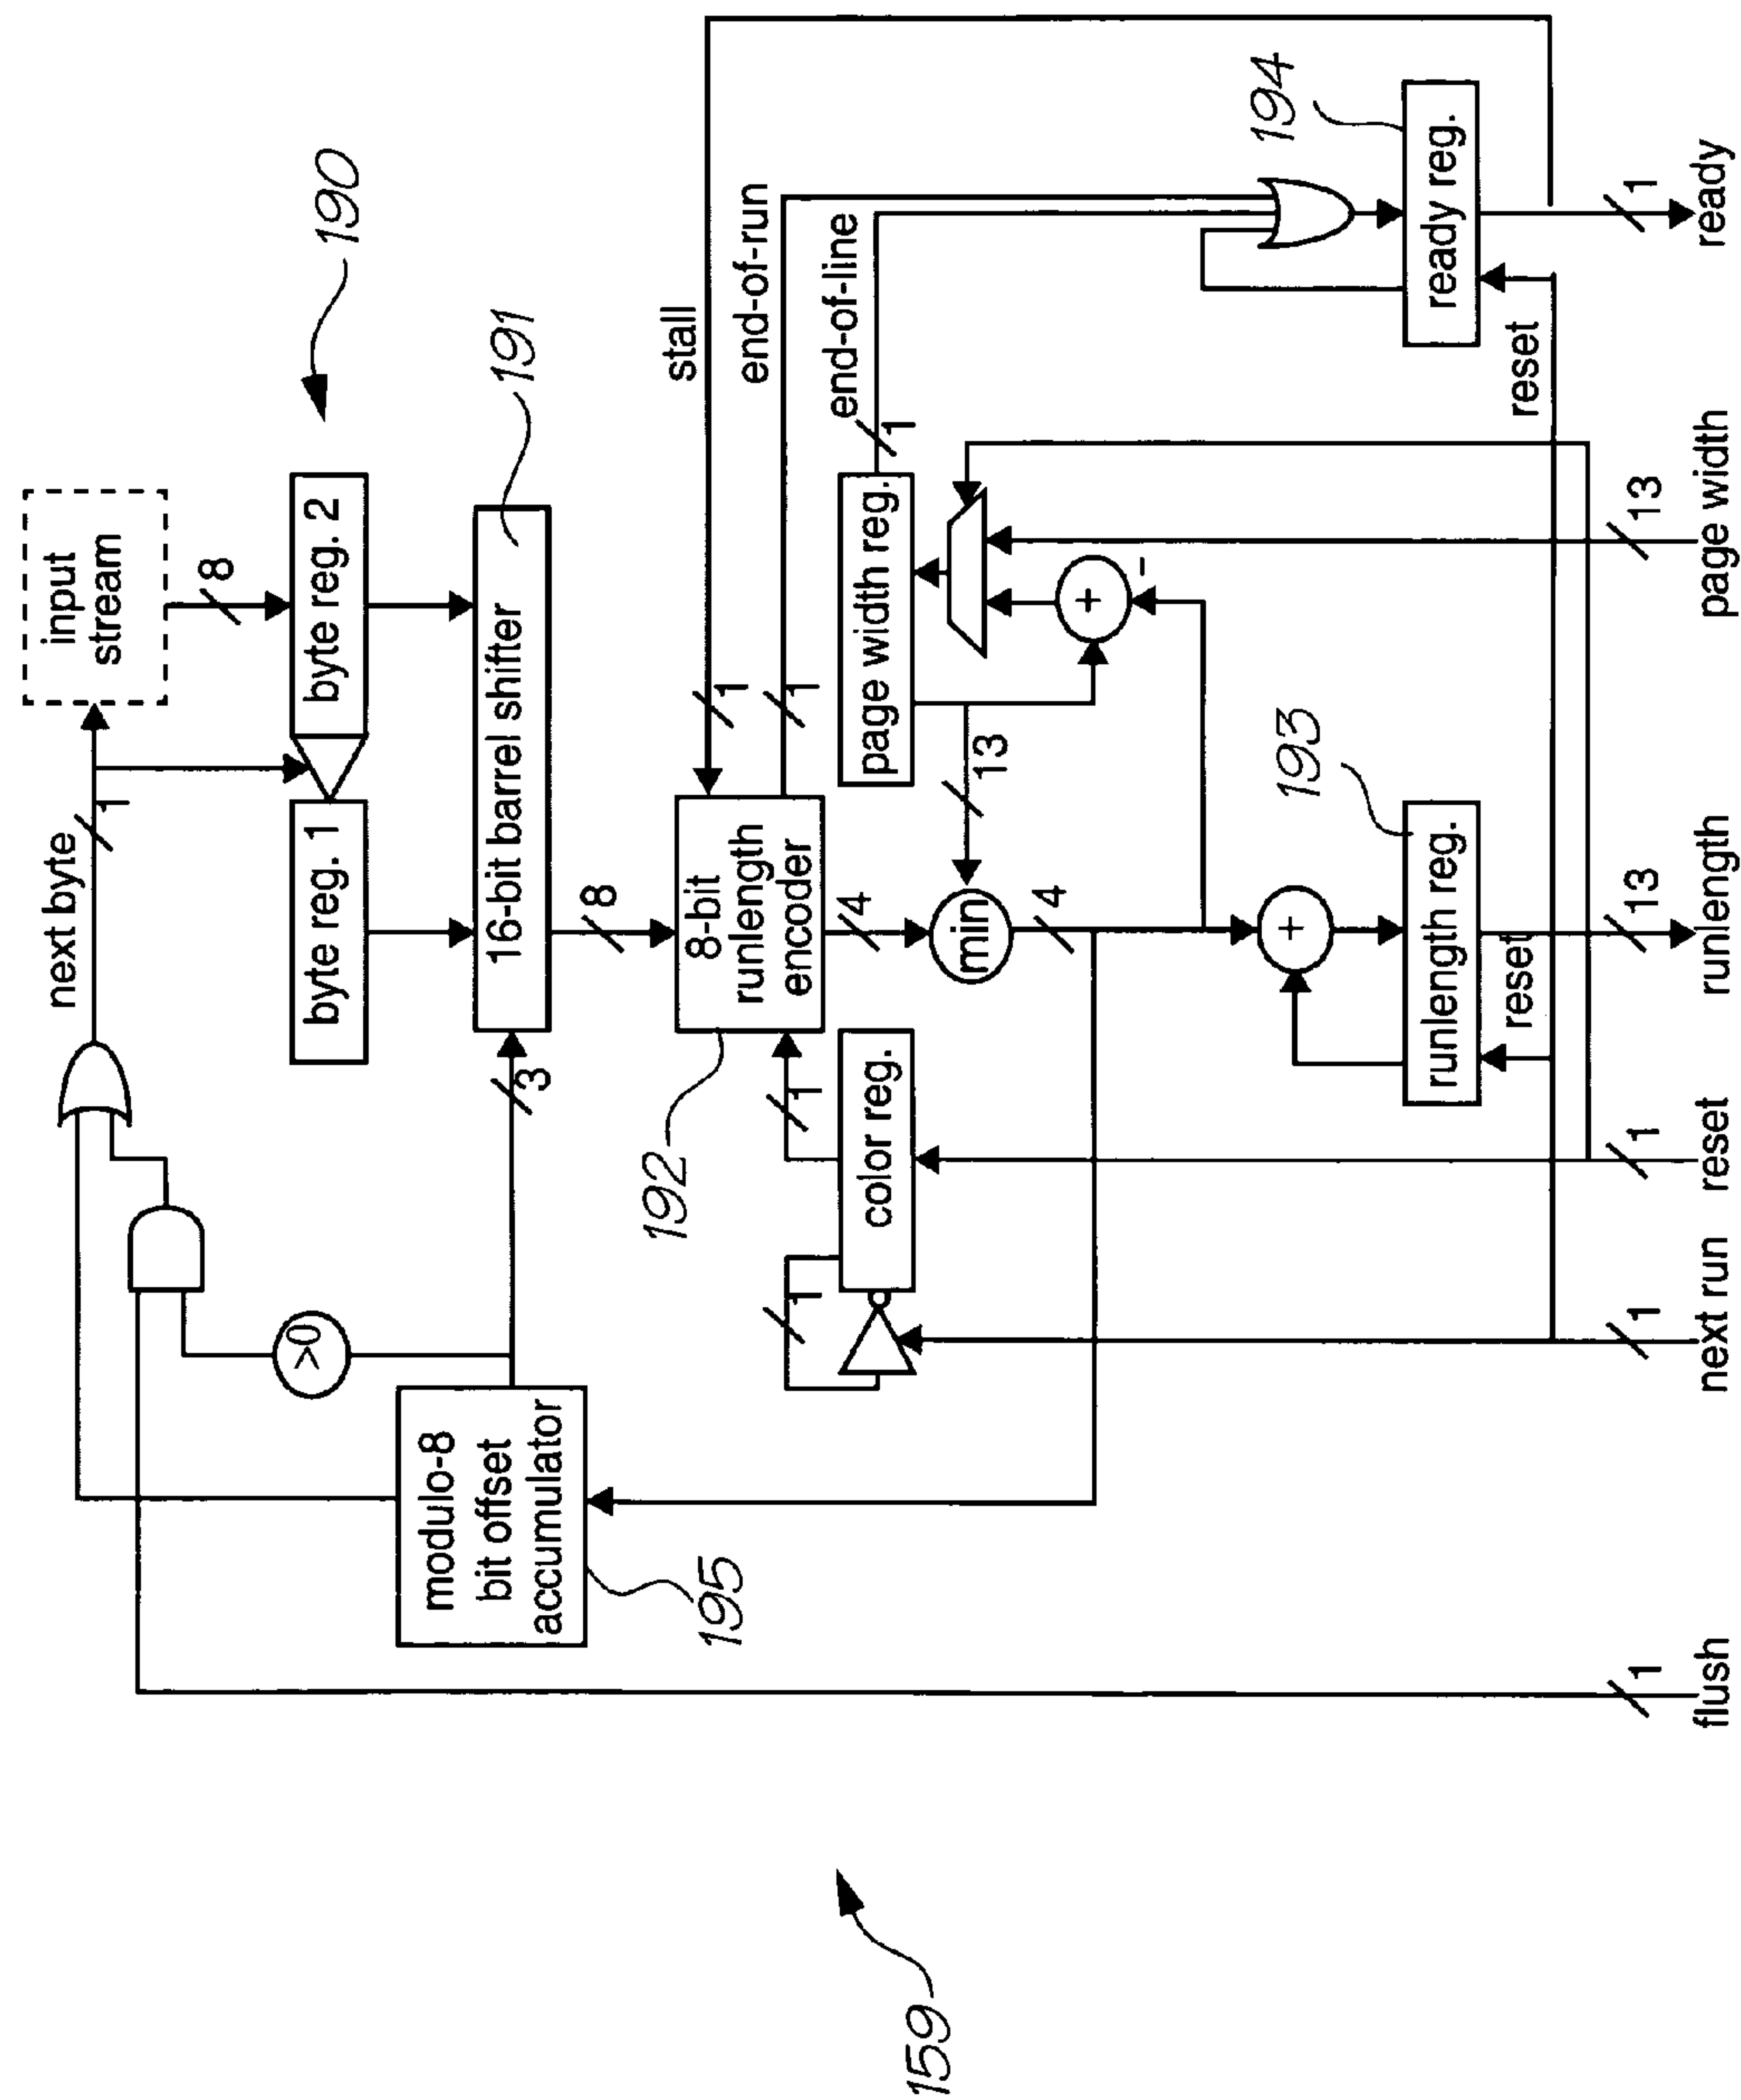 input
stream
190
next byte
1
8
byte reg. 1
byte reg. 2
16-bit barrel shifter
191
>0
3
8
modulo-8
bit offset
accumulator
195
192
8-bit
runlength
encoder
stall
1
end-of-run
1
end-of-line
1
1
color reg.
1
4
min
4
13
page width reg.
+
-
+
193
runlength reg.
reset
194
ready reg.
reset
1
flush
1
next run
1
reset
13
runlength
13
page width
1
ready
159